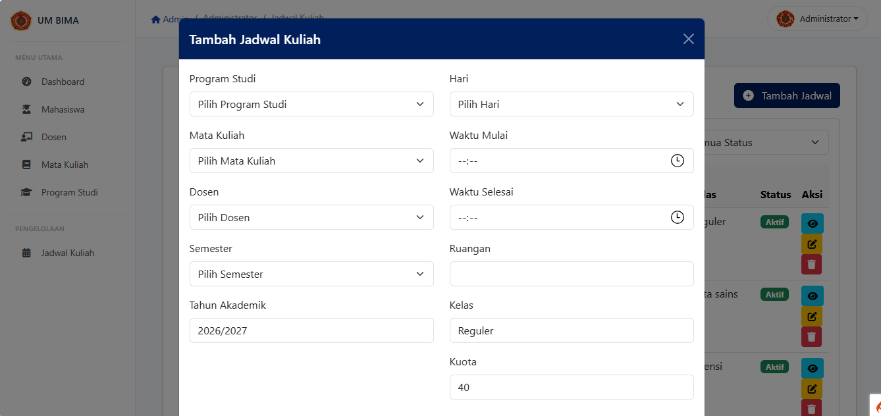 UM BIMA
Admin / Administrator / Jadwal Kuliah
Administrator
MENU UTAMA
Dashboard
Mahasiswa
Dosen
Mata Kuliah
Program Studi
PENGELOLAAN
Jadwal Kuliah
Tambah Jadwal Kuliah
Program Studi
Pilih Program Studi
Mata Kuliah
Pilih Mata Kuliah
Dosen
Pilih Dosen
Semester
Pilih Semester
Tahun Akademik
2026/2027
Hari
Pilih Hari
Waktu Mulai
--:--
Waktu Selesai
--:--
Ruangan
Kelas
Reguler
Kuota
40
Tambah Jadwal
mua Status
las Status Aksi
guler Aktif
ta sains Aktif
ensi Aktif